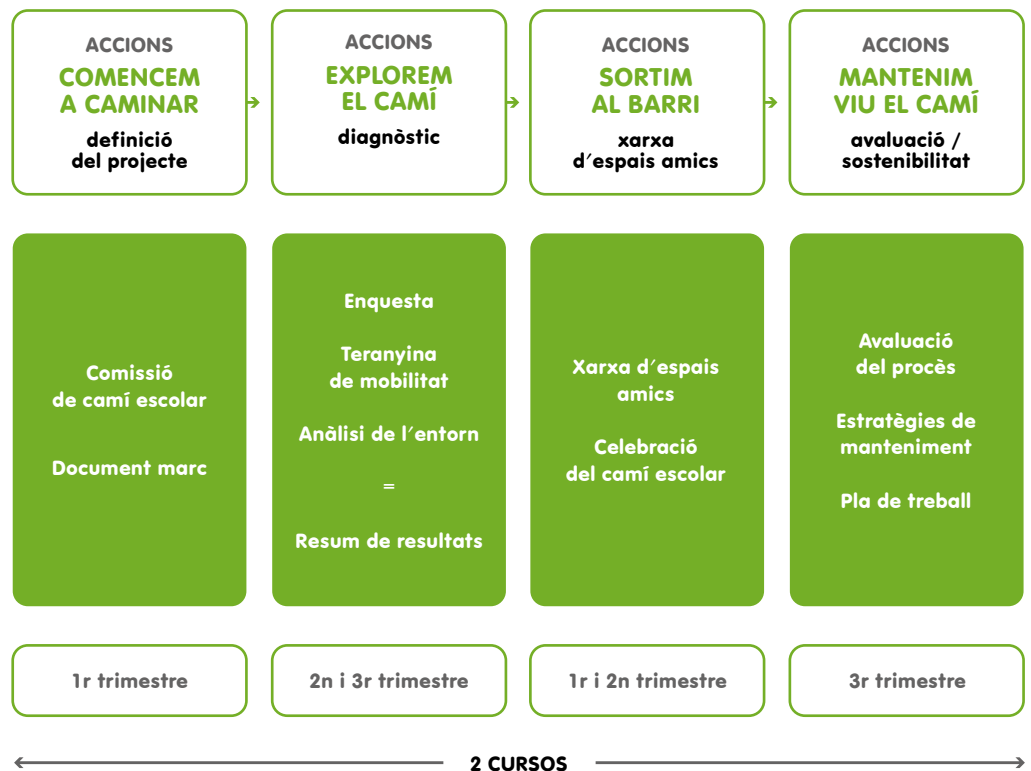 ACCIONS
COMENCEM
A CAMINAR
definició
del projecte
ACCIONS
EXPLOREM
EL CAMÍ
diagnòstic
ACCIONS
SORTIM
AL BARRI
xarxa
d'espais amics
ACCIONS
MANTENIM
VIU EL CAMÍ
avaluació /
sostenibilitat
Comissió
de camí escolar
Document marc
Enquesta
Teranyina
de mobilitat
Anàlisi de l'entorn
=
Resum de resultats
Xarxa d'espais
amics
Celebració
del camí escolar
Avaluació
del procès
Estratègies de
manteniment
Pla de treball
1r trimestre
2n i 3r trimestre
1r i 2n trimestre
3r trimestre
2 CURSOS